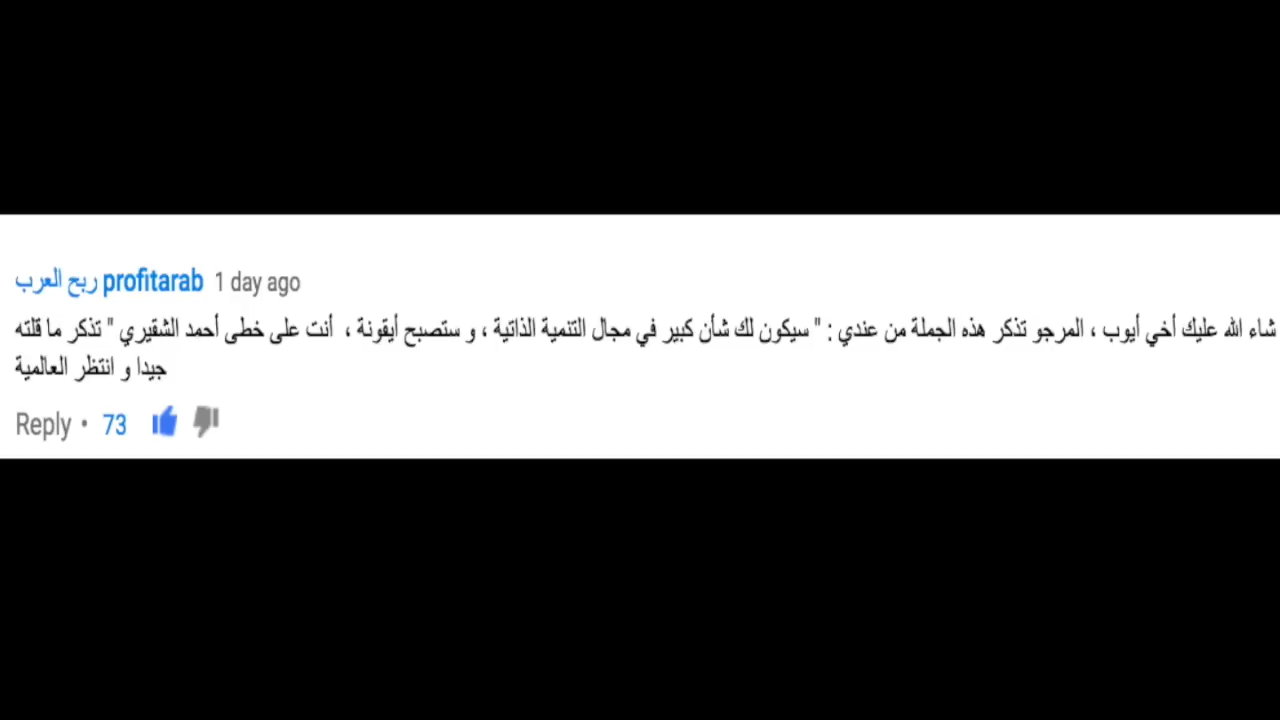 ربح العرب profitarab 1 day ago
شاء الله عليك أخي أيوب ، المرجو تذكر هذه الجملة من عندي : " سيكون لك شأن كبير في مجال التنمية الذاتية ، و ستصبح أيقونة ، أنت على خطى أحمد الشقيري " تذكر ما قلته
جيدا و انتظر العالمية
Reply • 73